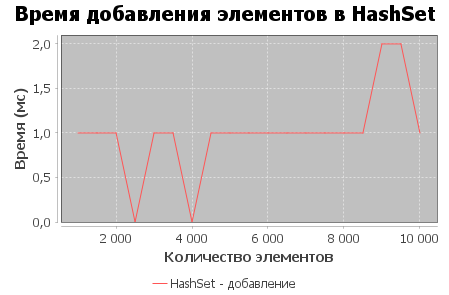 Время добавления элементов в HashSet
2,0
1,5
1,0
0,5
0,0
Время (мс)
2 000 4 000 6 000 8 000 10 000
Количество элементов
HashSet - добавление